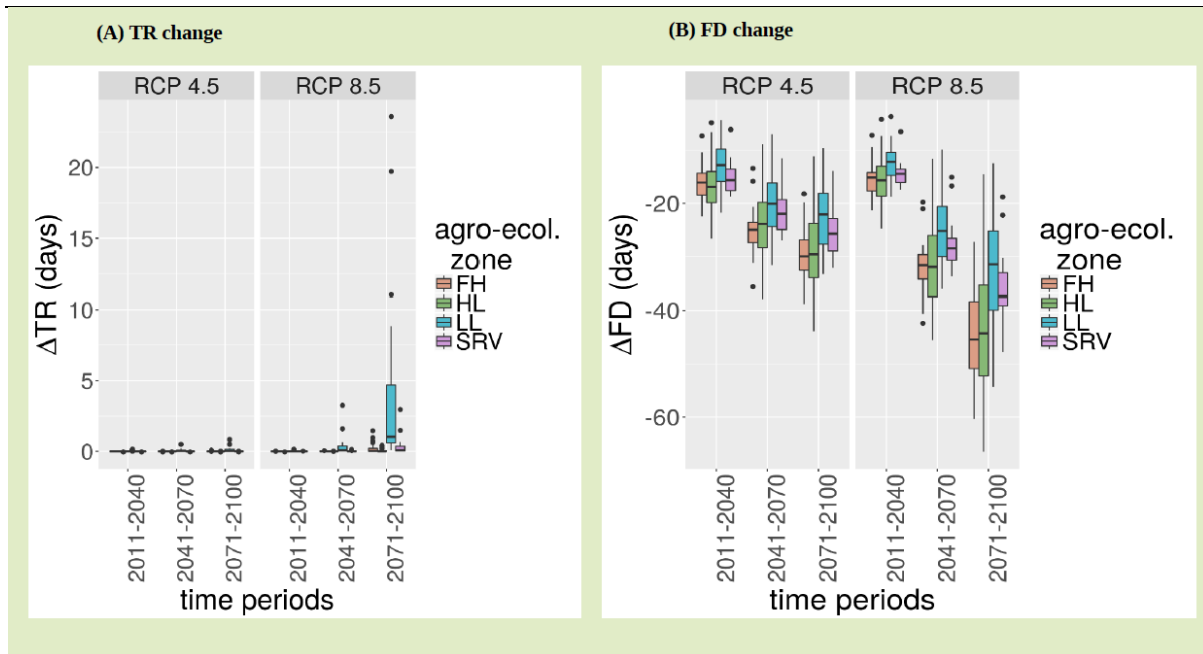 (A) TR change
RCP 4.5
RCP 8.5
20
15
10
5
0
ΔTR (days)
2011-2040
2041-2070
2071-2100
2011-2040
2041-2070
2071-2100
time periods
agro-ecol.
zone
FH
HL
LL
SRV
(B) FD change
RCP 4.5
RCP 8.5
-20
-40
-60
ΔFD (days)
2011-2040
2041-2070
2071-2100
2011-2040
2041-2070
2071-2100
time periods
agro-ecol.
zone
FH
HL
LL
SRV